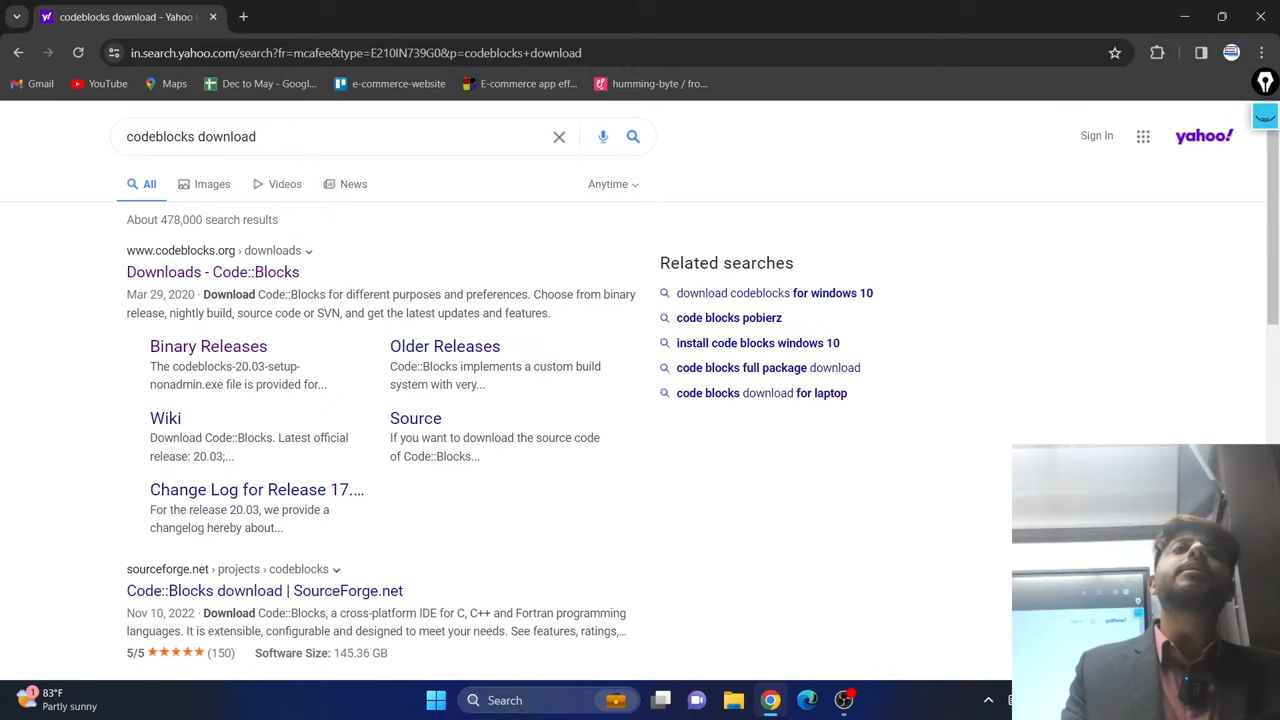 codeblocks download - Yahoo
in.search.yahoo.com/search?fr=mcafee&type=E210IN739G0&p=codeblocks+download
Gmail YouTube Maps Dec to May - Googl... e-commerce-website E-commerce app eff... humming-byte / fro...
codeblocks download
Sign In
yahoo!
All Images Videos News Anytime
About 478,000 search results
www.codeblocks.org › downloads
Downloads - Code::Blocks
Mar 29, 2020 · Download Code::Blocks for different purposes and preferences. Choose from binary
release, nightly build, source code or SVN, and get the latest updates and features.
Binary Releases
The codeblocks-20.03-setup-
nonadmin.exe file is provided for...
Older Releases
Code::Blocks implements a custom build
system with very...
Wiki
Download Code::Blocks. Latest official
release: 20.03;...
Source
If you want to download the source code
of Code::Blocks...
Change Log for Release 17....
For the release 20.03, we provide a
changelog hereby about...
sourceforge.net › projects › codeblocks
Code::Blocks download | SourceForge.net
Nov 10, 2022 · Download Code::Blocks, a cross-platform IDE for C, C++ and Fortran programming
languages. It is extensible, configurable and designed to meet your needs. See features, ratings,...
5/5 ★★★★★ (150) Software Size: 145.36 GB
Related searches
download codeblocks for windows 10
code blocks pobierz
install code blocks windows 10
code blocks full package download
code blocks download for laptop
yahoo!
1
83°F
Partly sunny
Search